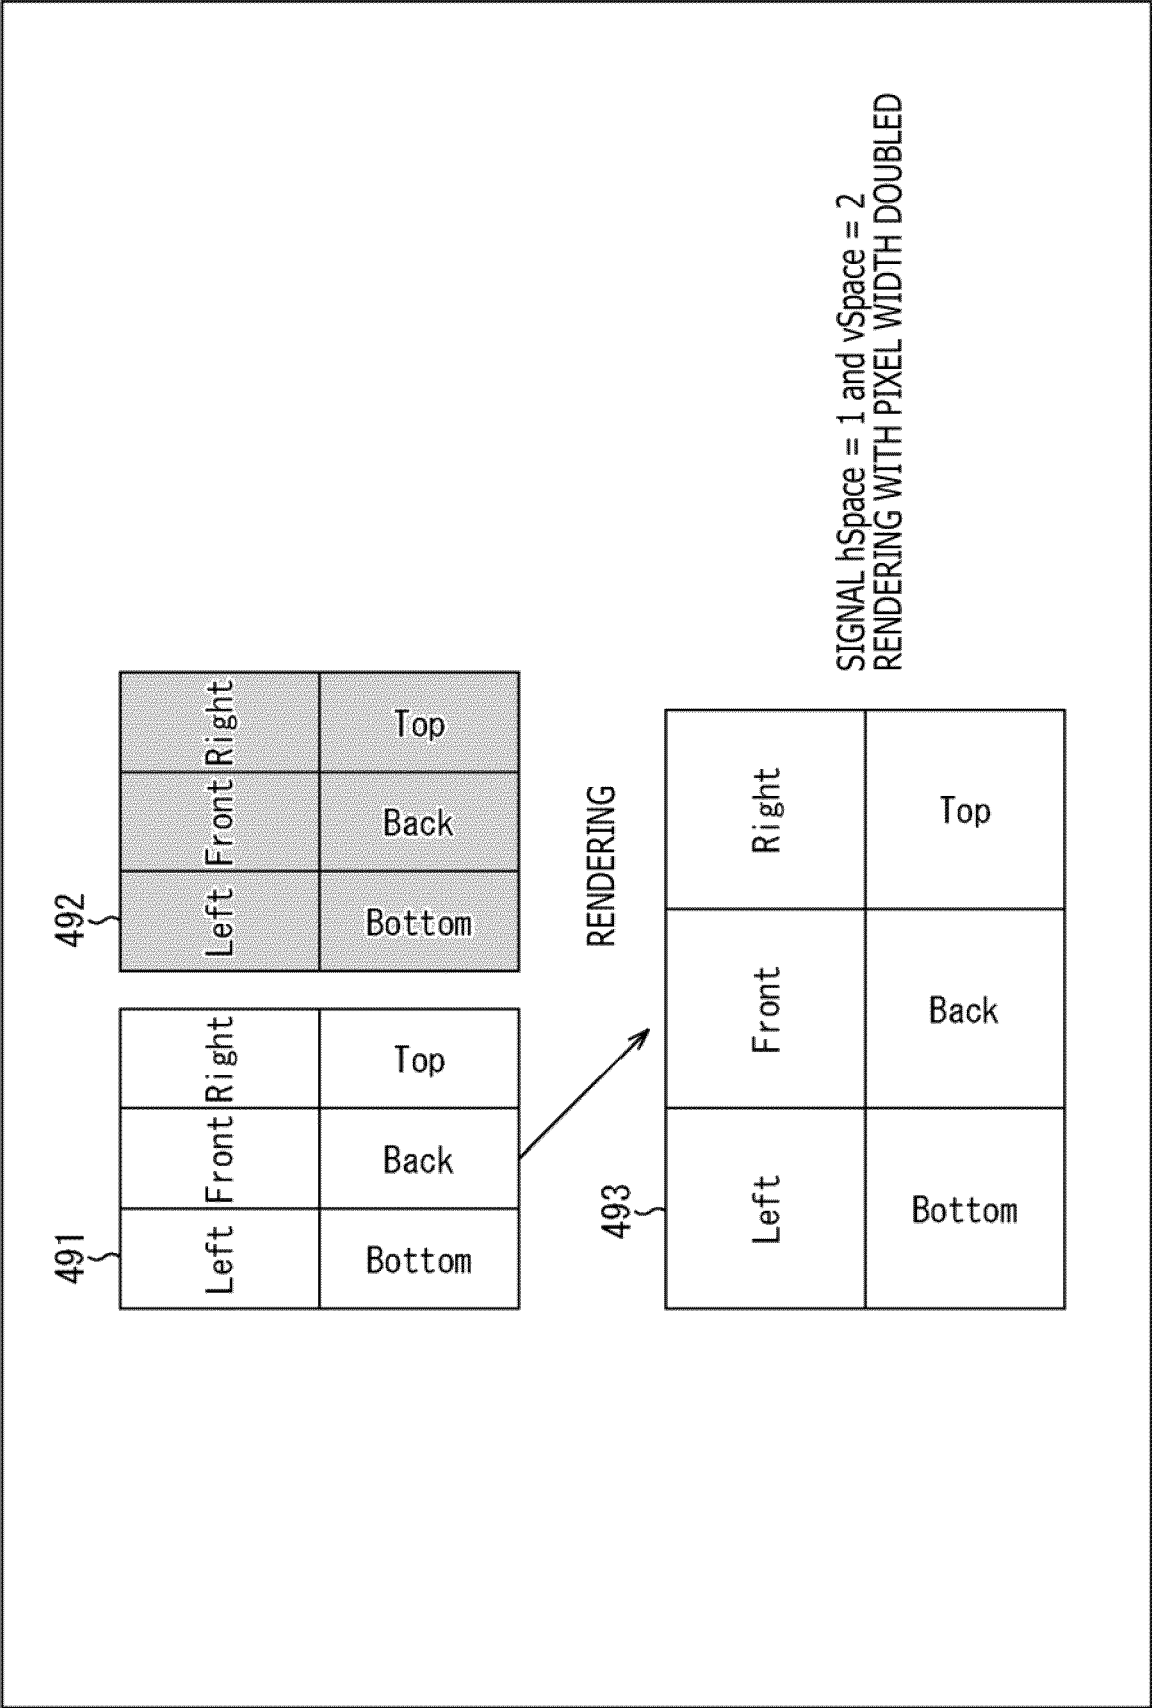 491
Left Front Right
Bottom Back Top
492
Left Front Right
Bottom Back Top
RENDERING
493
Left Front Right
Bottom Back Top
SIGNAL hSpace = 1 and vSpace = 2
RENDERING WITH PIXEL WIDTH DOUBLED